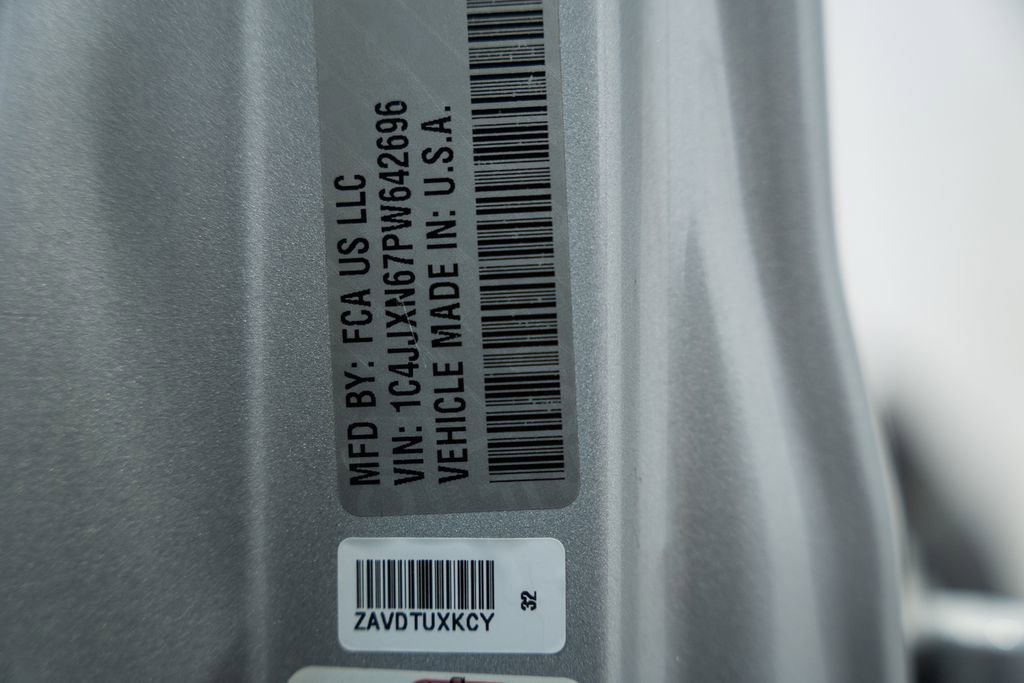 MFD BY: FCA US LLC
VIN: 1C4JJXN67PW642696
VEHICLE MADE IN: U.S.A.
ZAVDTUXKCY
32